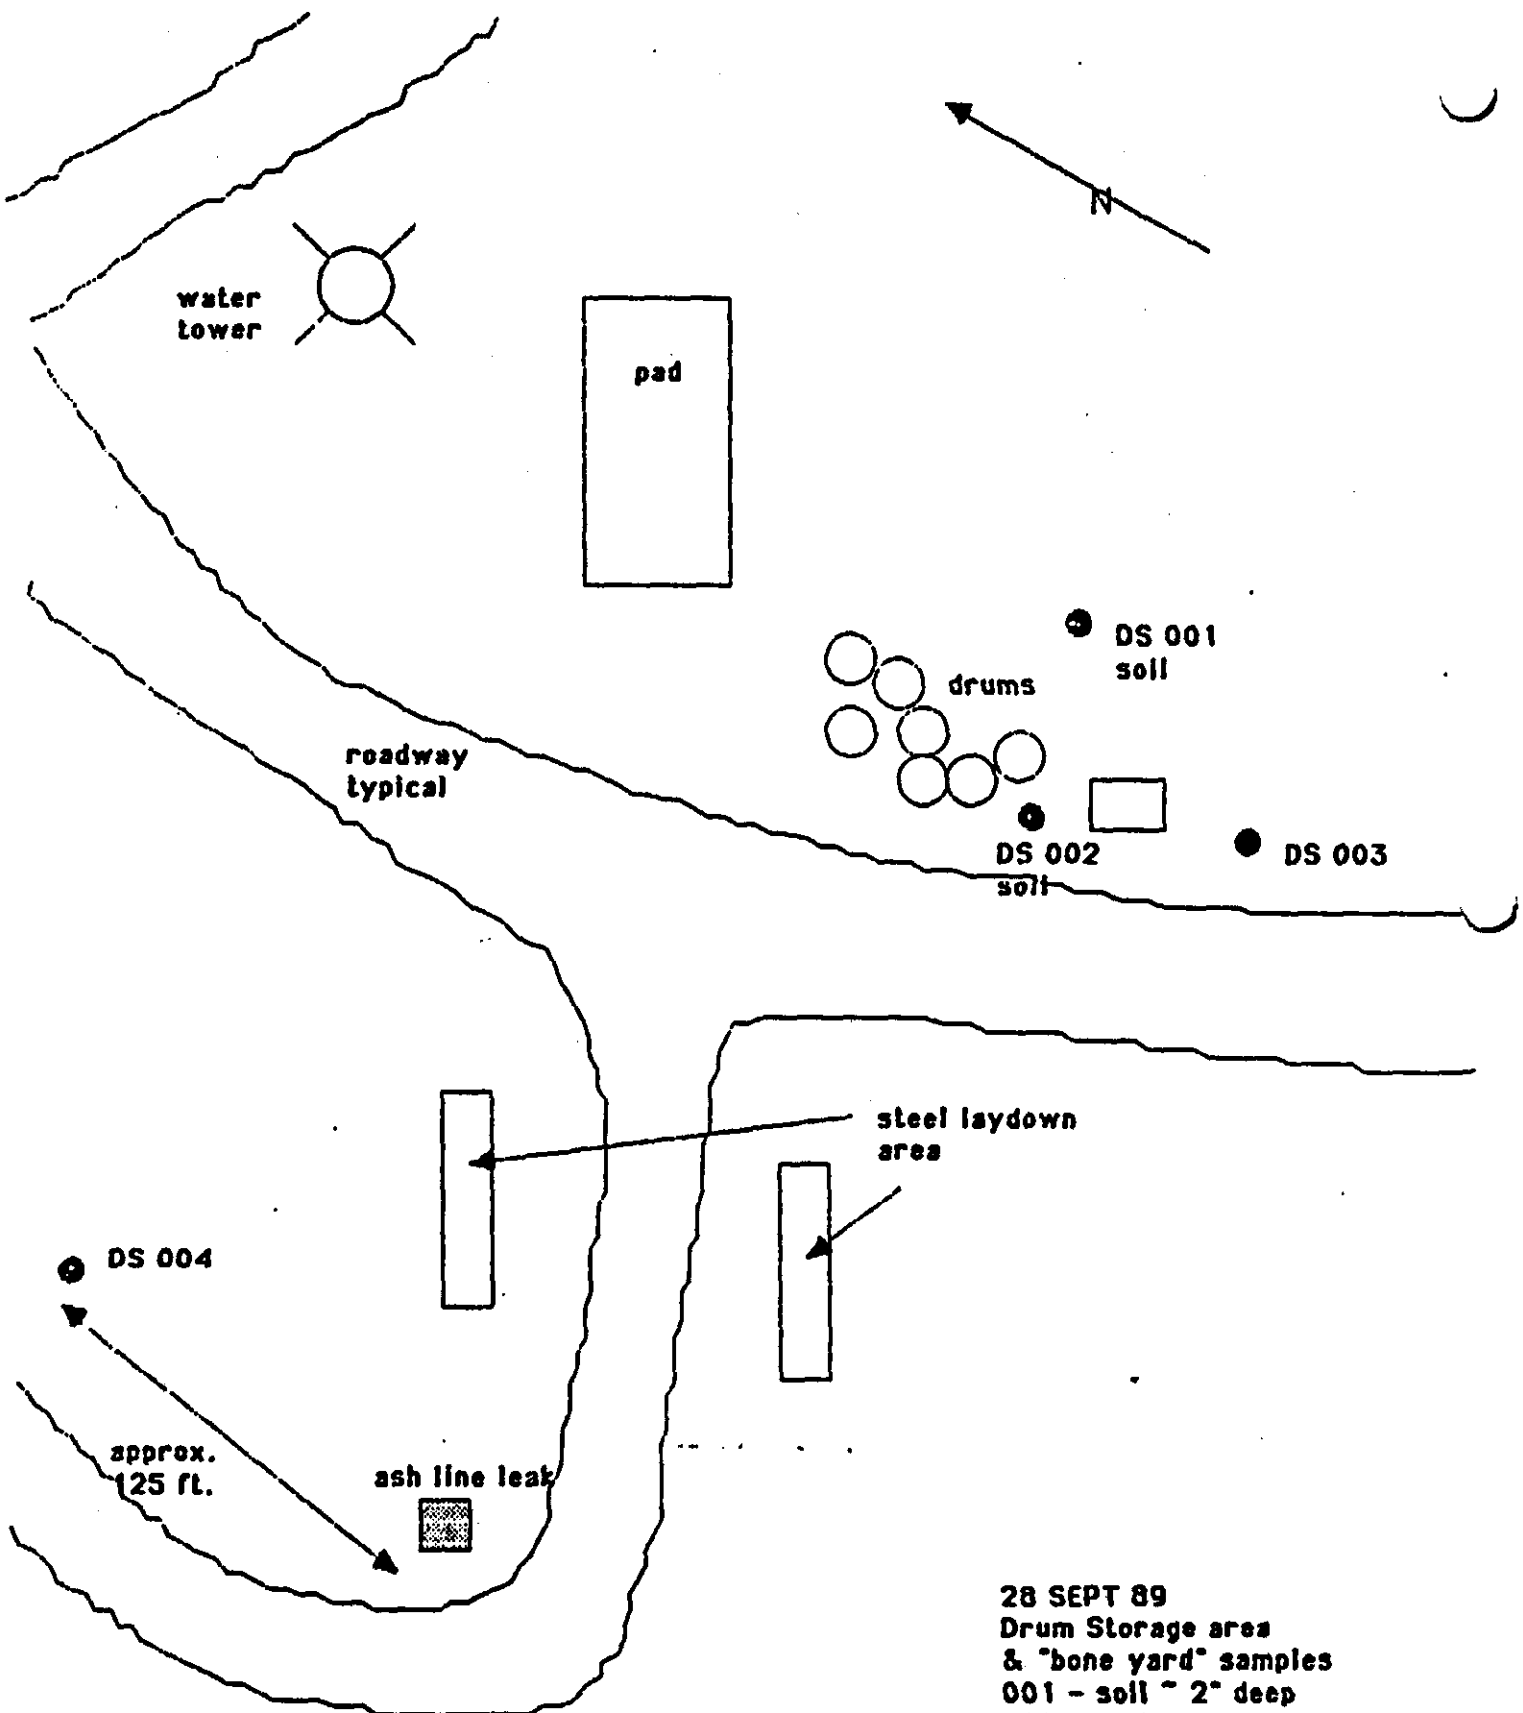 N
water
tower
pad
DS 001
soil
drums
roadway
typical
DS 002
soil
DS 003
steel laydown
area
DS 004
approx.
125 ft.
ash line leak
28 SEPT 89
Drum Storage area
& "bone yard" samples
001 - soil ~ 2" deep